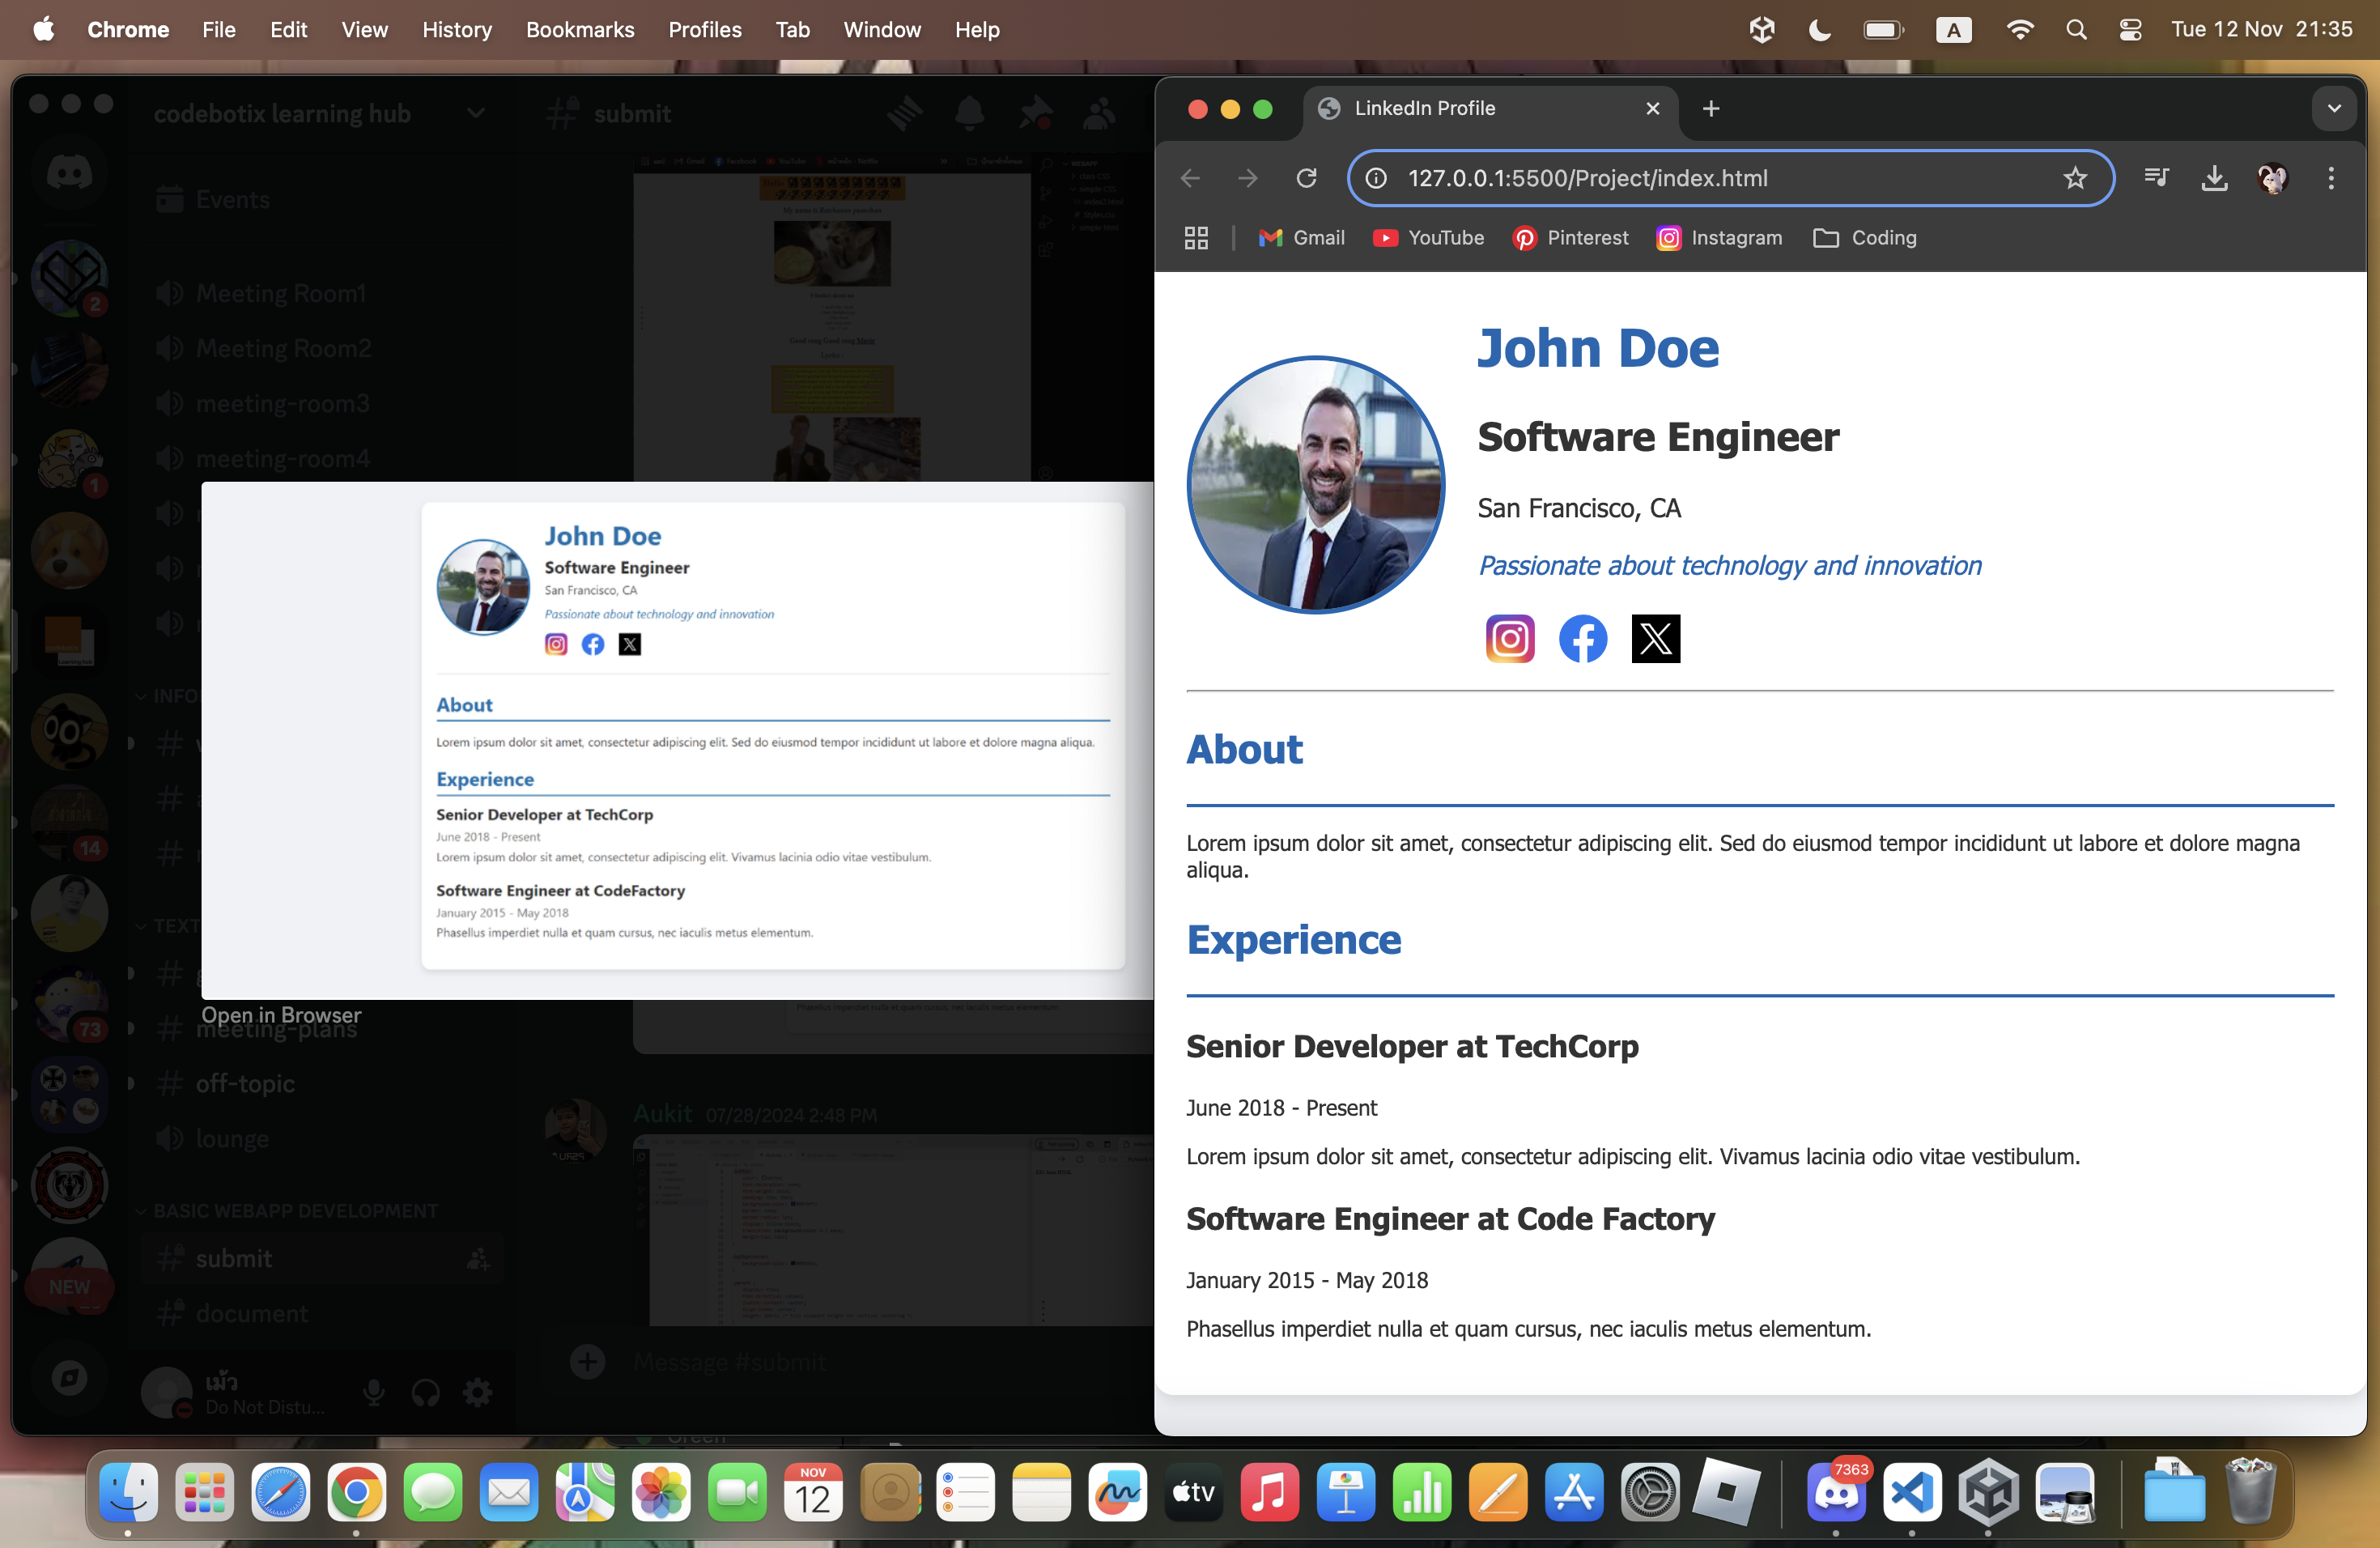 Chrome File Edit View History Bookmarks Profiles Tab Window Help
A
Tue 12 Nov 21:35
codebotix learning hub
submit
Events
Meeting Room1
Meeting Room2
meeting-room3
meeting-room4
2
1
14
73
NEW
John Doe
Software Engineer
San Francisco, CA
Passionate about technology and innovation
About
Lorem ipsum dolor sit amet, consectetur adipiscing elit. Sed do eiusmod tempor incididunt ut labore et dolore magna aliqua.
Experience
Senior Developer at TechCorp
June 2018 - Present
Lorem ipsum dolor sit amet, consectetur adipiscing elit. Vivamus lacinia odio vitae vestibulum.
Software Engineer at CodeFactory
January 2015 - May 2018
Phasellus imperdiet nulla et quam cursus, nec iaculis metus elementum.
Open in Browser
meeting-plans
off-topic
lounge
BASIC WEBAPP DEVELOPMENT
submit
document
Aukit 07/28/2024 2:48 PM
Message #submit
เม้ว
Do Not Distu...
LinkedIn Profile
127.0.0.1:5500/Project/index.html
Gmail YouTube Pinterest Instagram Coding
John Doe
Software Engineer
San Francisco, CA
Passionate about technology and innovation
About
Lorem ipsum dolor sit amet, consectetur adipiscing elit. Sed do eiusmod tempor incididunt ut labore et dolore magna
aliqua.
Experience
Senior Developer at TechCorp
June 2018 - Present
Lorem ipsum dolor sit amet, consectetur adipiscing elit. Vivamus lacinia odio vitae vestibulum.
Software Engineer at Code Factory
January 2015 - May 2018
Phasellus imperdiet nulla et quam cursus, nec iaculis metus elementum.
NOV
12
tv
7363